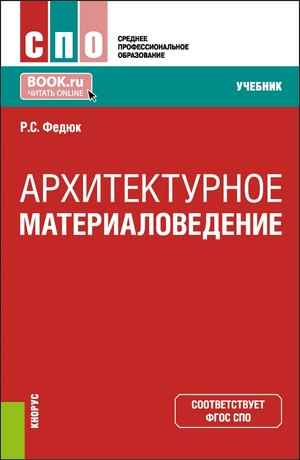 СПО
СРЕДНЕЕ
ПРОФЕССИОНАЛЬНОЕ
ОБРАЗОВАНИЕ
BOOK.ru
ЧИТАТЬ ONLINE
УЧЕБНИК
Р.С. Федюк
АРХИТЕКТУРНОЕ
МАТЕРИАЛОВЕДЕНИЕ
СООТВЕТСТВУЕТ
ФГОС СПО
КНОРУС